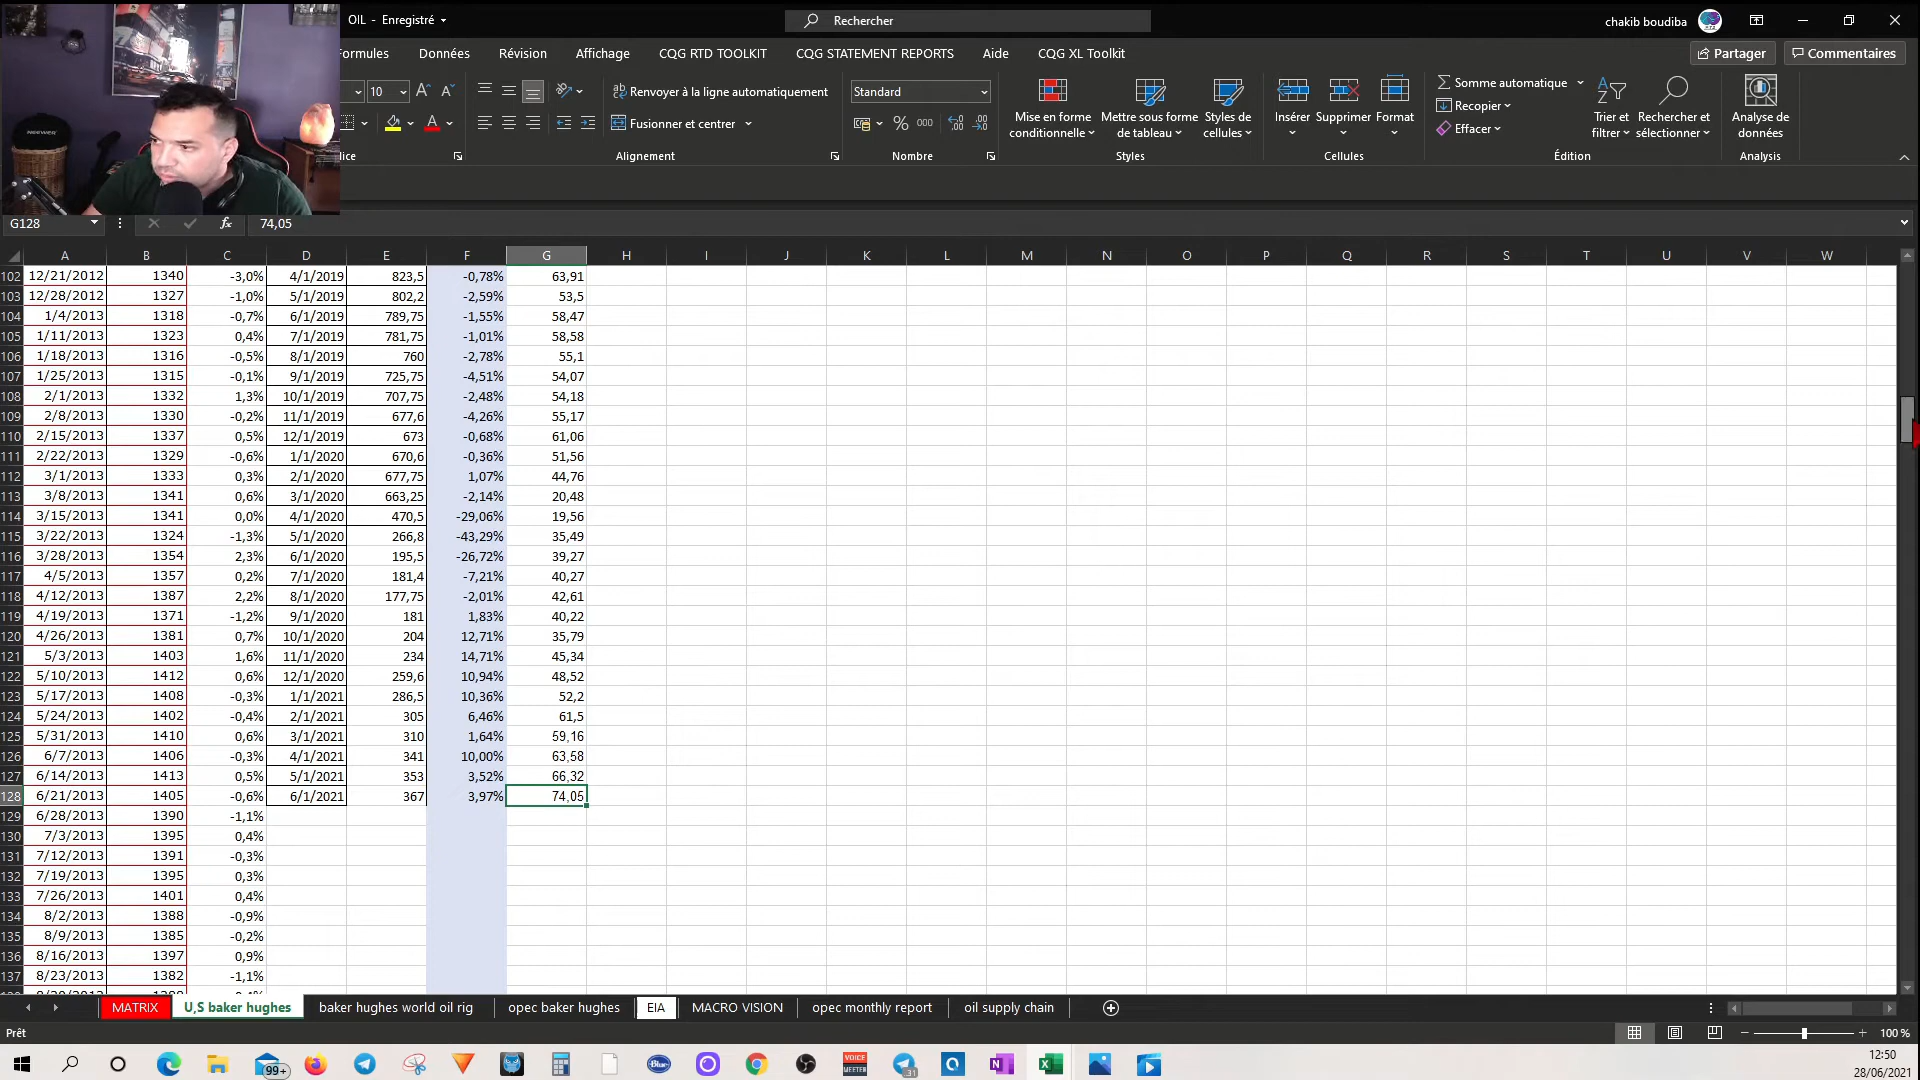 OIL - Enregistré
Rechercher
chakib boudiba
Formules Données Révision Affichage CQG RTD TOOLKIT CQG STATEMENT REPORTS Aide CQG XL Toolkit
Partager Commentaires
10 Renvoyer à la ligne automatiquement Standard
Fusionner et centrer % 000
Mise en forme conditionnelle Mettre sous forme de tableau Styles de cellules
Insérer Supprimer Format
Somme automatique
Recopier
Effacer
Trier et filtrer Rechercher et sélectionner Analyse de données
Alignement Nombre Styles Cellules Édition Analysis
G128 fx 74,05
A B C D E F G H I J K L M N O P Q R S T U V W
102 12/21/2012 1340 -3,0% 4/1/2019 823,5 -0,78% 63,91
103 12/28/2012 1327 -1,0% 5/1/2019 802,2 -2,59% 53,5
104 1/4/2013 1318 -0,7% 6/1/2019 789,75 -1,55% 58,47
105 1/11/2013 1323 0,4% 7/1/2019 781,75 -1,01% 58,58
106 1/18/2013 1316 -0,5% 8/1/2019 760 -2,78% 55,1
107 1/25/2013 1315 -0,1% 9/1/2019 725,75 -4,51% 54,07
108 2/1/2013 1332 1,3% 10/1/2019 707,75 -2,48% 54,18
109 2/8/2013 1330 -0,2% 11/1/2019 677,6 -4,26% 55,17
110 2/15/2013 1337 0,5% 12/1/2019 673 -0,68% 61,06
111 2/22/2013 1329 -0,6% 1/1/2020 670,6 -0,36% 51,56
112 3/1/2013 1333 0,3% 2/1/2020 677,75 1,07% 44,76
113 3/8/2013 1341 0,6% 3/1/2020 663,25 -2,14% 20,48
114 3/15/2013 1341 0,0% 4/1/2020 470,5 -29,06% 19,56
115 3/22/2013 1324 -1,3% 5/1/2020 266,8 -43,29% 35,49
116 3/28/2013 1354 2,3% 6/1/2020 195,5 -26,72% 39,27
117 4/5/2013 1357 0,2% 7/1/2020 181,4 -7,21% 40,27
118 4/12/2013 1387 2,2% 8/1/2020 177,75 -2,01% 42,61
119 4/19/2013 1371 -1,2% 9/1/2020 181 1,83% 40,22
120 4/26/2013 1381 0,7% 10/1/2020 204 12,71% 35,79
121 5/3/2013 1403 1,6% 11/1/2020 234 14,71% 45,34
122 5/10/2013 1412 0,6% 12/1/2020 259,6 10,94% 48,52
123 5/17/2013 1408 -0,3% 1/1/2021 286,5 10,36% 52,2
124 5/24/2013 1402 -0,4% 2/1/2021 305 6,46% 61,5
125 5/31/2013 1410 0,6% 3/1/2021 310 1,64% 59,16
126 6/7/2013 1406 -0,3% 4/1/2021 341 10,00% 63,58
127 6/14/2013 1413 0,5% 5/1/2021 353 3,52% 66,32
128 6/21/2013 1405 -0,6% 6/1/2021 367 3,97% 74,05
129 6/28/2013 1390 -1,1%
130 7/3/2013 1395 0,4%
131 7/12/2013 1391 -0,3%
132 7/19/2013 1395 0,3%
133 7/26/2013 1401 0,4%
134 8/2/2013 1388 -0,9%
135 8/9/2013 1385 -0,2%
136 8/16/2013 1397 0,9%
137 8/23/2013 1382 -1,1%
MATRIX U,S baker hughes baker hughes world oil rig opec baker hughes EIA MACRO VISION opec monthly report oil supply chain
Prêt 100 %
99+ VOICE MEETER 31
12:50
28/06/2021